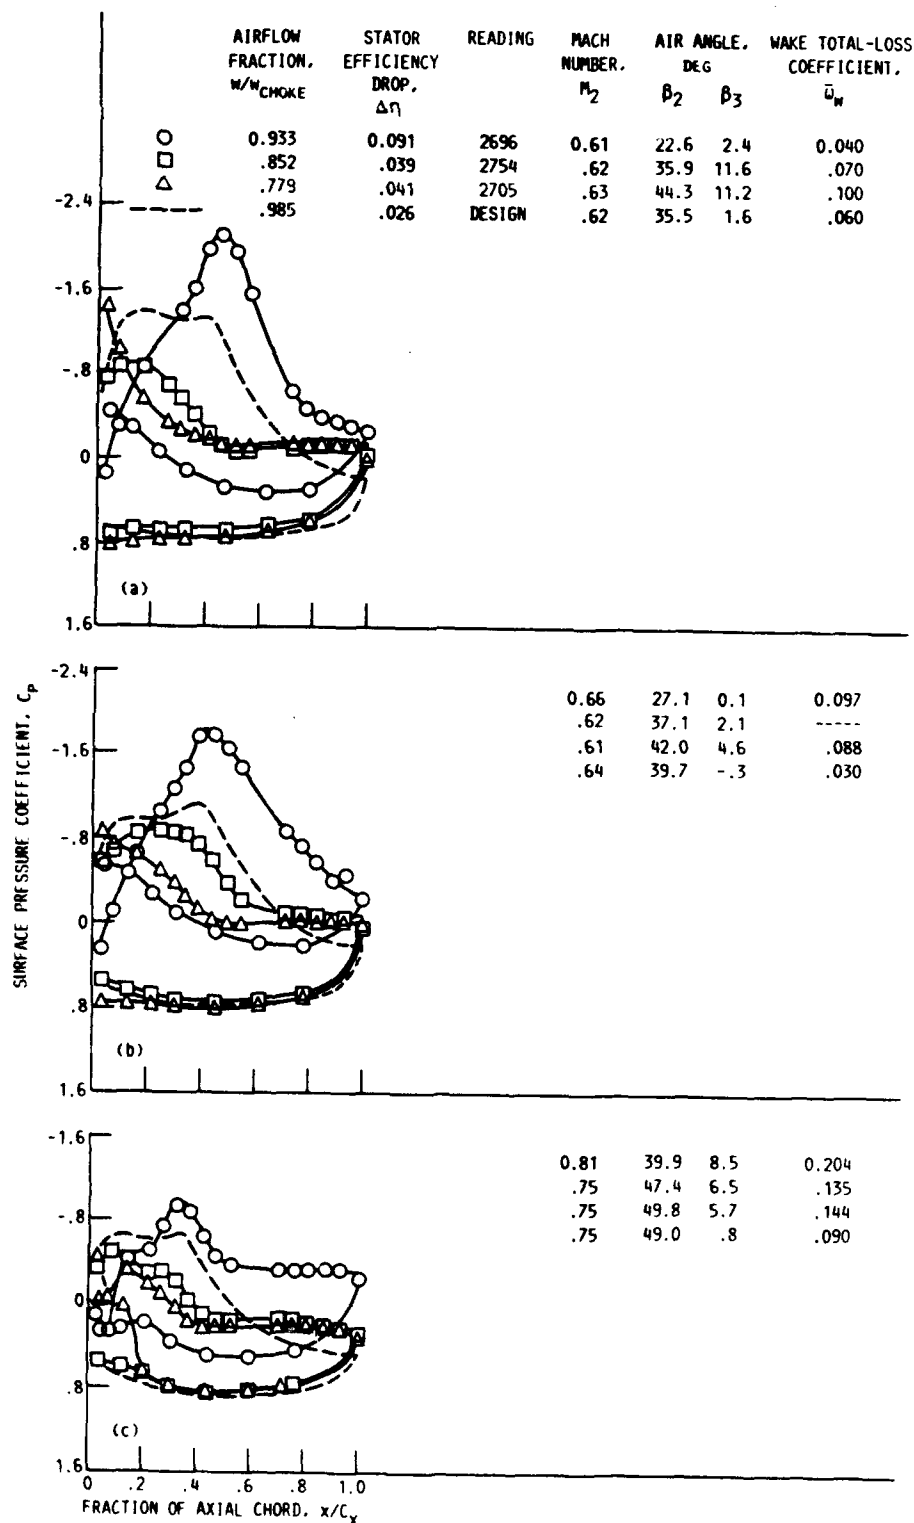 AIRFLOW FRACTION, w/wCHOKE STATOR EFFICIENCY DROP, Δη READING MACH NUMBER, M2 AIR ANGLE, DEG β2 β3 WAKE TOTAL-LOSS COEFFICIENT, ω̄w
0.933 0.091 2696 0.61 22.6 2.4 0.040
.852 .039 2754 .62 35.9 11.6 .070
.779 .041 2705 .63 44.3 11.2 .100
.985 .026 DESIGN .62 35.5 1.6 .060
-2.4
-1.6
-.8
0
.8
(a)
1.6
-2.4
0.66 27.1 0.1 0.097
.62 37.1 2.1 -----
.61 42.0 4.6 .088
.64 39.7 -.3 .030
-1.6
-.8
0
.8
(b)
1.6
SURFACE PRESSURE COEFFICIENT, Cp
-1.6
0.81 39.9 8.5 0.204
.75 47.4 6.5 .135
.75 49.8 5.7 .144
.75 49.0 .8 .090
-.8
0
.8
(c)
1.6
0 .2 .4 .6 .8 1.0
FRACTION OF AXIAL CHORD, x/Cx